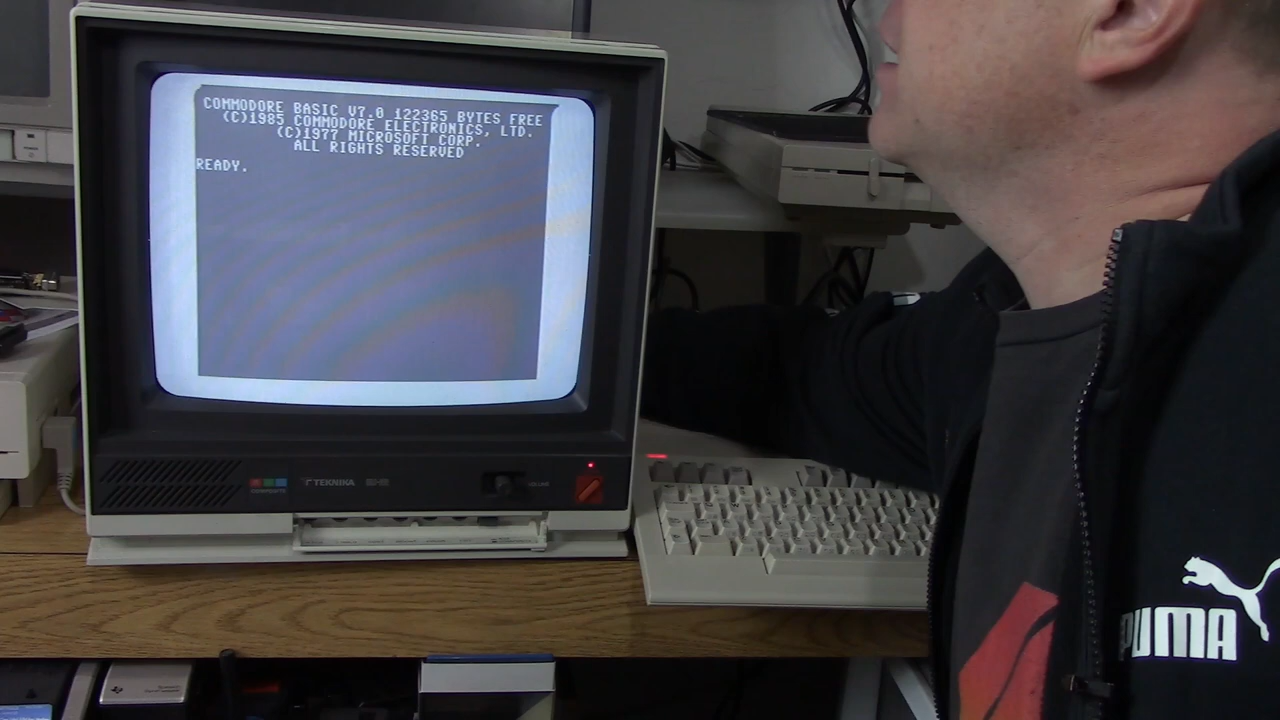 COMMODORE BASIC V7.0 122365 BYTES FREE
(C)1985 COMMODORE ELECTRONICS, LTD.
(C)1977 MICROSOFT CORP.
ALL RIGHTS RESERVED
READY.
TEKNIKA
VOLUME
PUMA